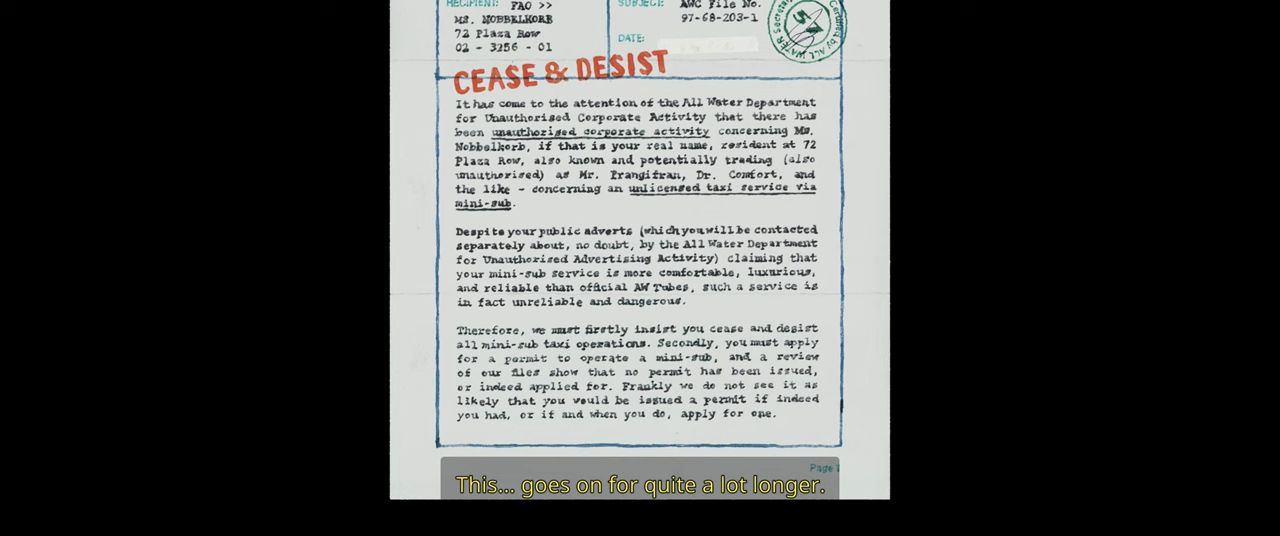 RECIPIENT: FAO >>
MS. NOBBELKORB
72 Plaza Row
02 - 3256 - 01
SUBJECT: AWC File No.
97-68-203-1
DATE:
57
Certified by ALL WATER Secretar
CEASE & DESIST
It has come to the attention of the All Water Department
for Unauthorised Corporate Activity that there has
been unauthorised corporate activity concerning Ms.
Nobbelkorb, if that is your real name, resident at 72
Plaza Row, also known and potentially trading (also
unauthorised) as Mr. Frangifran, Dr. Comfort, and
the like - concerning an unlicensed taxi service via
mini-sub.
Despite your public adverts (which you will be contacted
separately about, no doubt, by the All Water Department
for Unauthorised Advertising Activity) claiming that
your mini-sub service is more comfortable, luxurious,
and reliable than official AW Tubes, such a service is
in fact unreliable and dangerous.
Therefore, we must firstly insist you cease and desist
all mini-sub taxi operations. Secondly, you must apply
for a permit to operate a mini-sub, and a review
of our files show that no permit has been issued,
or indeed applied for. Frankly we do not see it as
likely that you would be issued a permit if indeed
you had, or if and when you do, apply for one.
Page
This... goes on for quite a lot longer.